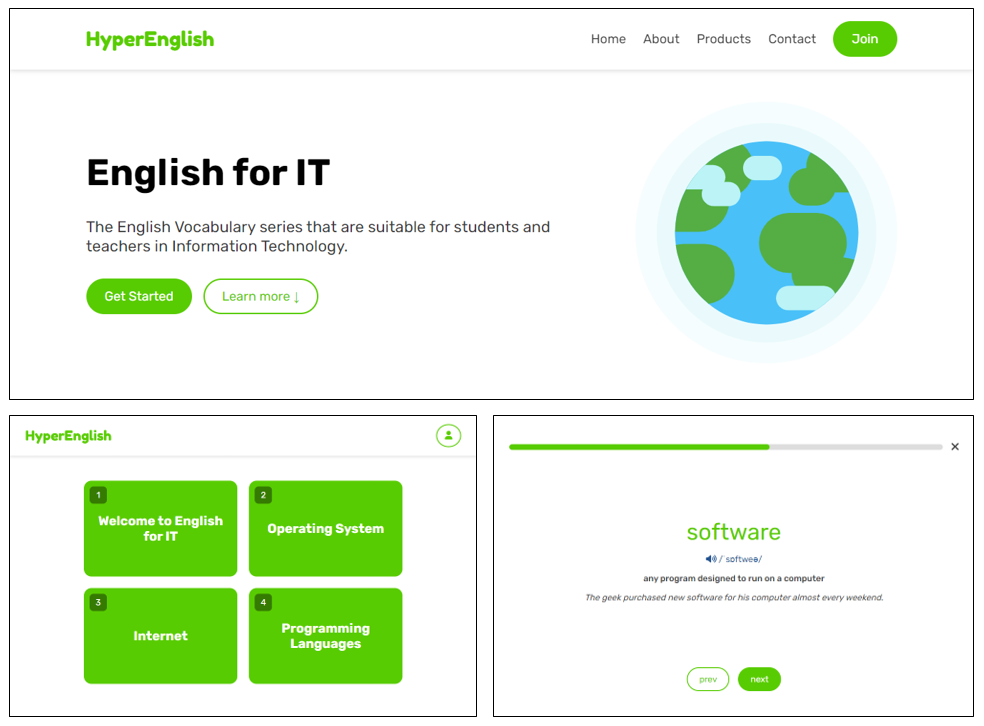 HyperEnglish
Home About Products Contact Join
English for IT
The English Vocabulary series that are suitable for students and
teachers in Information Technology.
Get Started Learn more ↓
HyperEnglish
1
Welcome to English
for IT
2
Operating System
3
Internet
4
Programming
Languages
software
/ˈsɒftweə/
any program designed to run on a computer
The geek purchased new software for his computer almost every weekend.
prev next